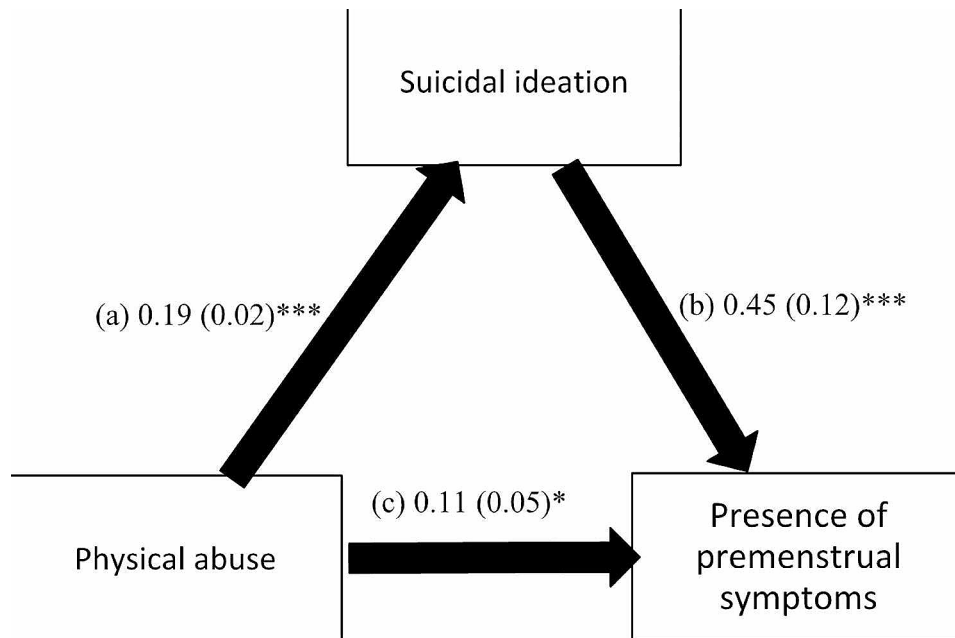 Suicidal ideation
(a) 0.19 (0.02)***
(b) 0.45 (0.12)***
(c) 0.11 (0.05)*
Physical abuse
Presence of
premenstrual
symptoms